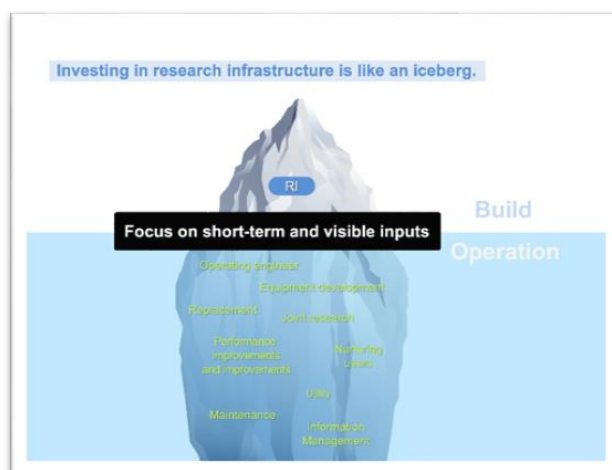 Investing in research infrastructure is like an iceberg.
RI
Build
Focus on short-term and visible inputs
Operation
Operating engineer
Equipment development
Replacement
Joint research
Performance
improvements
and improvements
Nurturing
users
Utility
Maintenance
Information
Management